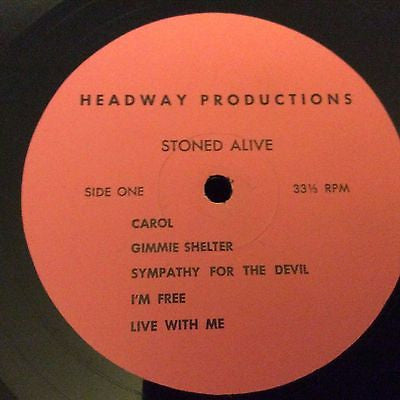 HEADWAY PRODUCTIONS
STONED ALIVE
SIDE ONE 33⅓ RPM
CAROL
GIMMIE SHELTER
SYMPATHY FOR THE DEVIL
I'M FREE
LIVE WITH ME